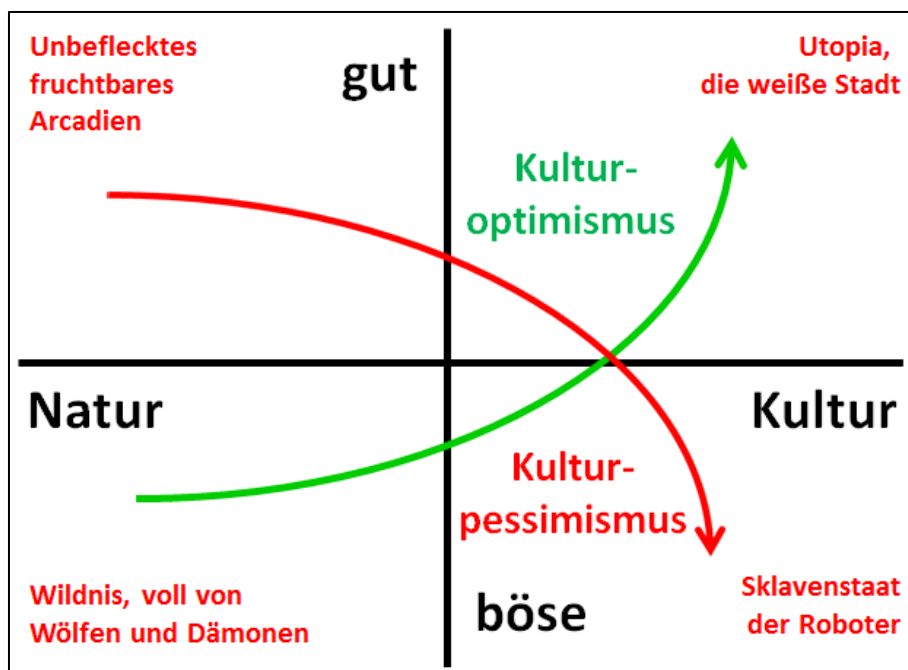 Unbeflecktes
fruchtbares
Arcadien
gut
Utopia,
die weiße Stadt
Kultur-
optimismus
Natur
Kultur
Kultur-
pessimismus
Wildnis, voll von
Wölfen und Dämonen
böse
Sklavenstaat
der Roboter